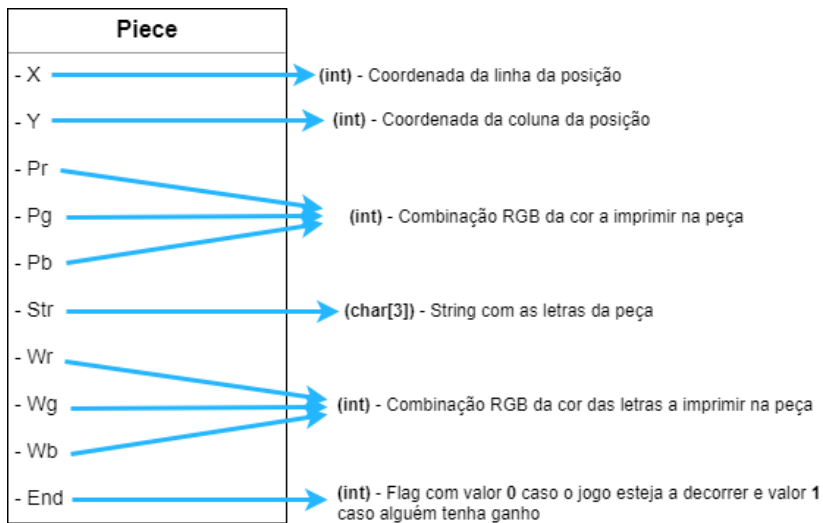 Piece
- X (int) - Coordenada da linha da posição
- Y (int) - Coordenada da coluna da posição
- Pr
- Pg (int) - Combinação RGB da cor a imprimir na peça
- Pb
- Str (char[3]) - String com as letras da peça
- Wr
- Wg (int) - Combinação RGB da cor das letras a imprimir na peça
- Wb
- End (int) - Flag com valor 0 caso o jogo esteja a decorrer e valor 1
caso alguém tenha ganho